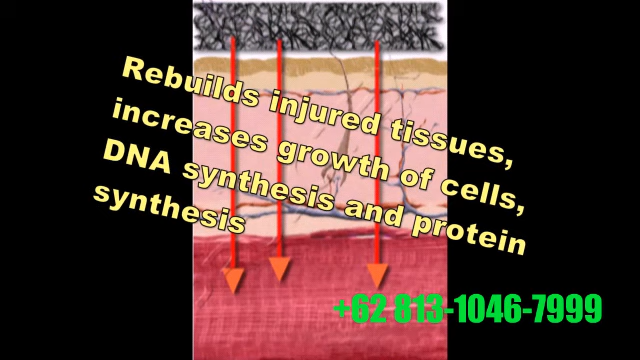 Rebuilds injured tissues,
increases growth of cells,
DNA synthesis and protein
synthesis
+62 813-1046-7999